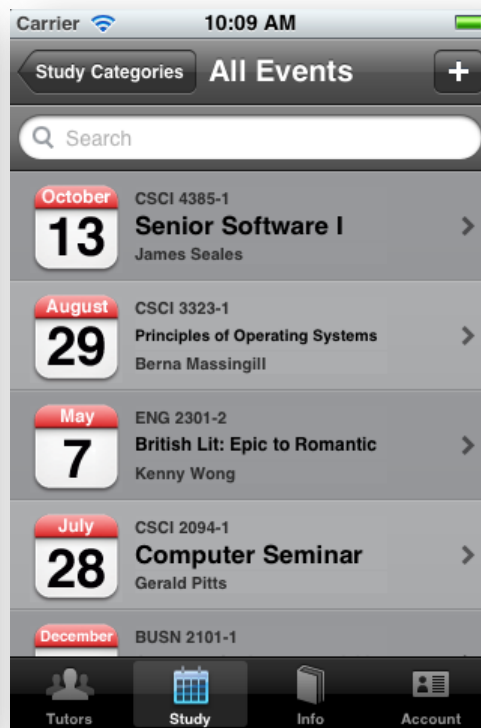 Carrier 10:09 AM
Study Categories All Events +
Search
October
13
CSCI 4385-1
Senior Software I
James Seales
August
29
CSCI 3323-1
Principles of Operating Systems
Berna Massingill
May
7
ENG 2301-2
British Lit: Epic to Romantic
Kenny Wong
July
28
CSCI 2094-1
Computer Seminar
Gerald Pitts
December
BUSN 2101-1
Tutors Study Info Account